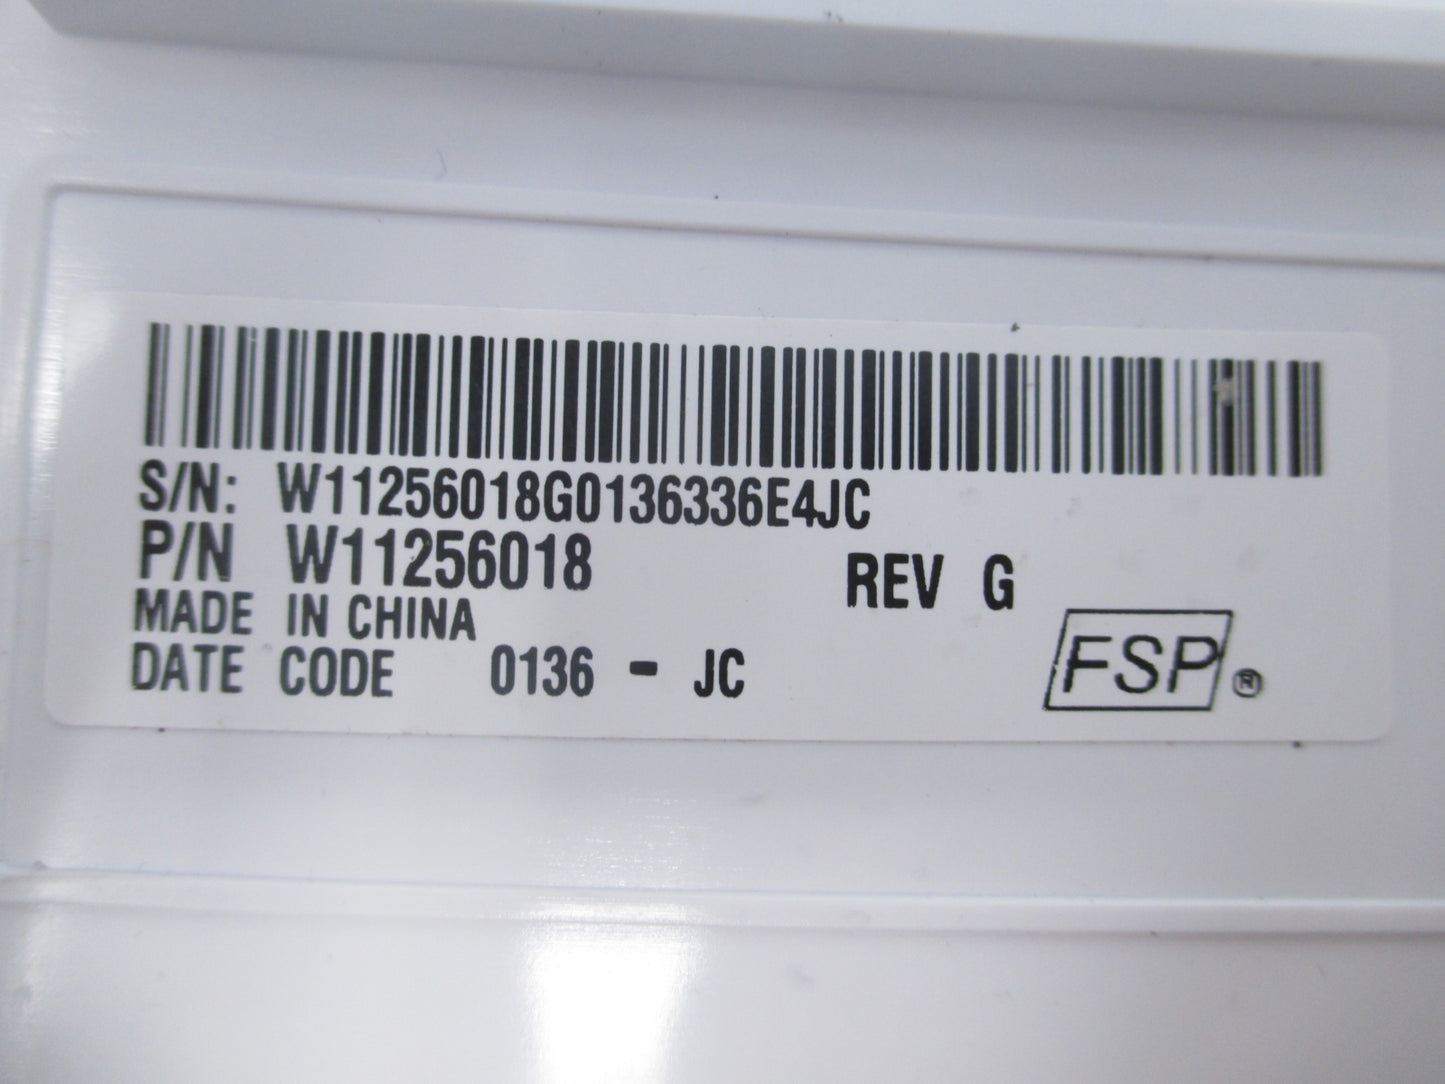 S/N: W11256018G0136336E4JC
P/N W11256018 REV G
MADE IN CHINA
DATE CODE 0136 - JC
FSP®